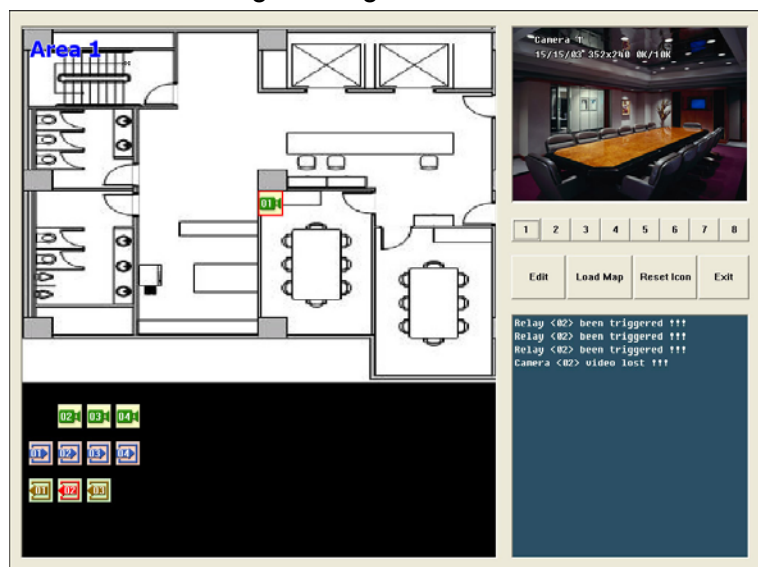 Area 1
Camera 1
15/15/03* 352x240 0K/10K
01
1 2 3 4 5 6 7 8
Edit Load Map Reset Icon Exit
Relay <02> been triggered !!!
Relay <02> been triggered !!!
Relay <02> been triggered !!!
Camera <02> video lost !!!
02 03 04
01 02 03 04
01 02 03